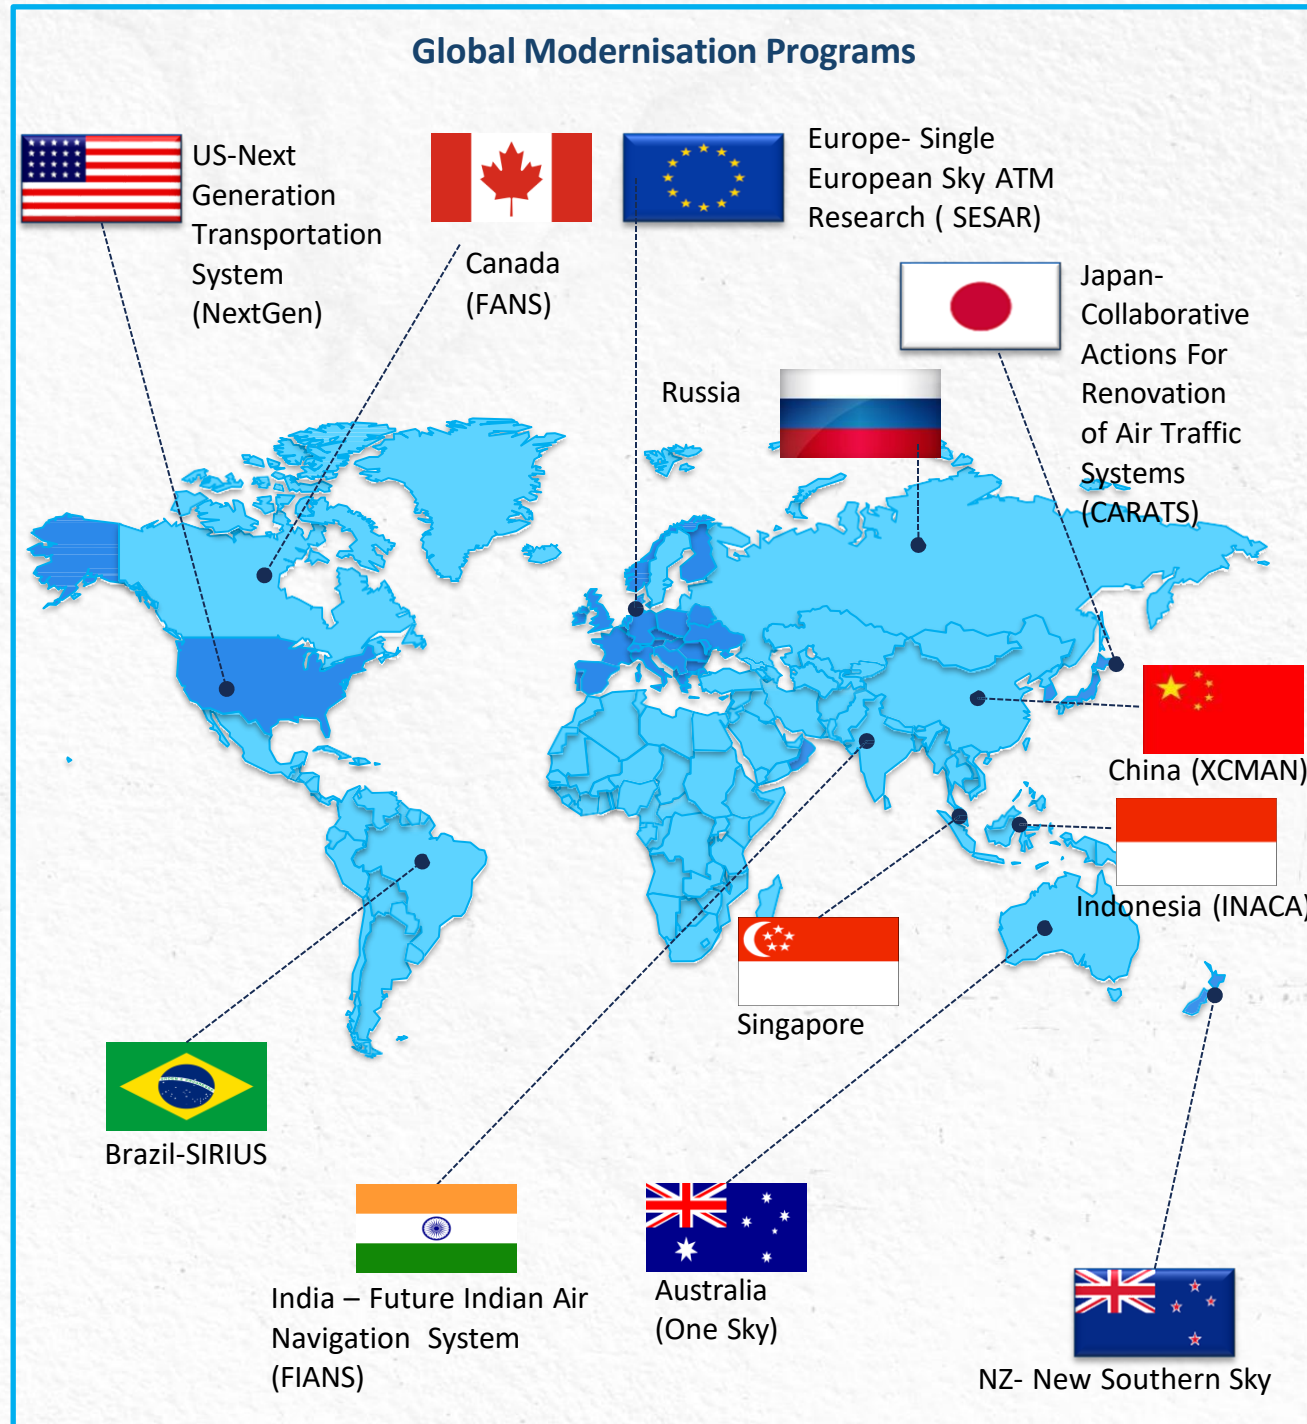 Global Modernisation Programs
US-Next
Generation
Transportation
System
(NextGen)
Canada
(FANS)
Europe- Single
European Sky ATM
Research ( SESAR)
Japan-
Collaborative
Actions For
Renovation
of Air Traffic
Systems
(CARATS)
Russia
China (XCMAN)
Indonesia (INACA)
Singapore
Brazil-SIRIUS
India – Future Indian Air
Navigation System
(FIANS)
Australia
(One Sky)
NZ- New Southern Sky